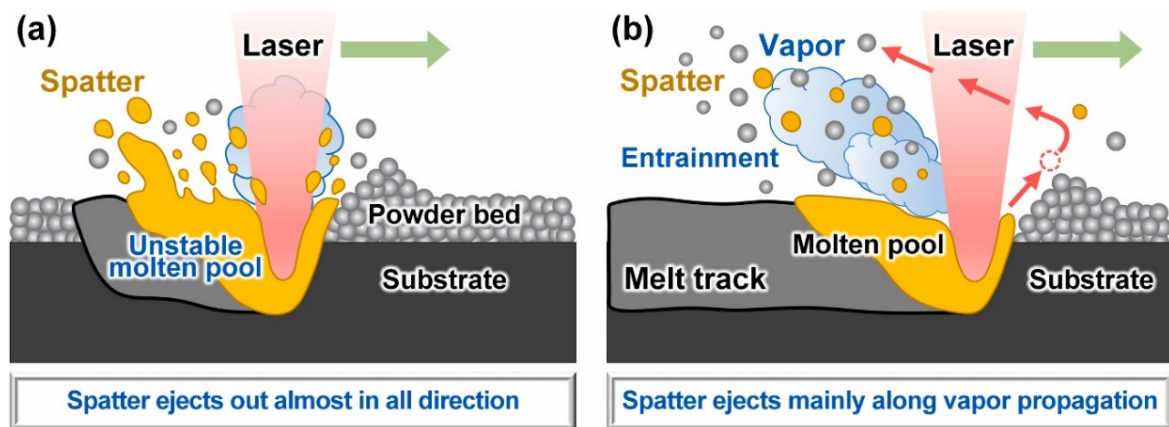 (a)
Laser
Spatter
Powder bed
Unstable
molten pool
Substrate
Spatter ejects out almost in all direction
(b)
Vapor
Laser
Spatter
Entrainment
Molten pool
Melt track
Substrate
Spatter ejects mainly along vapor propagation